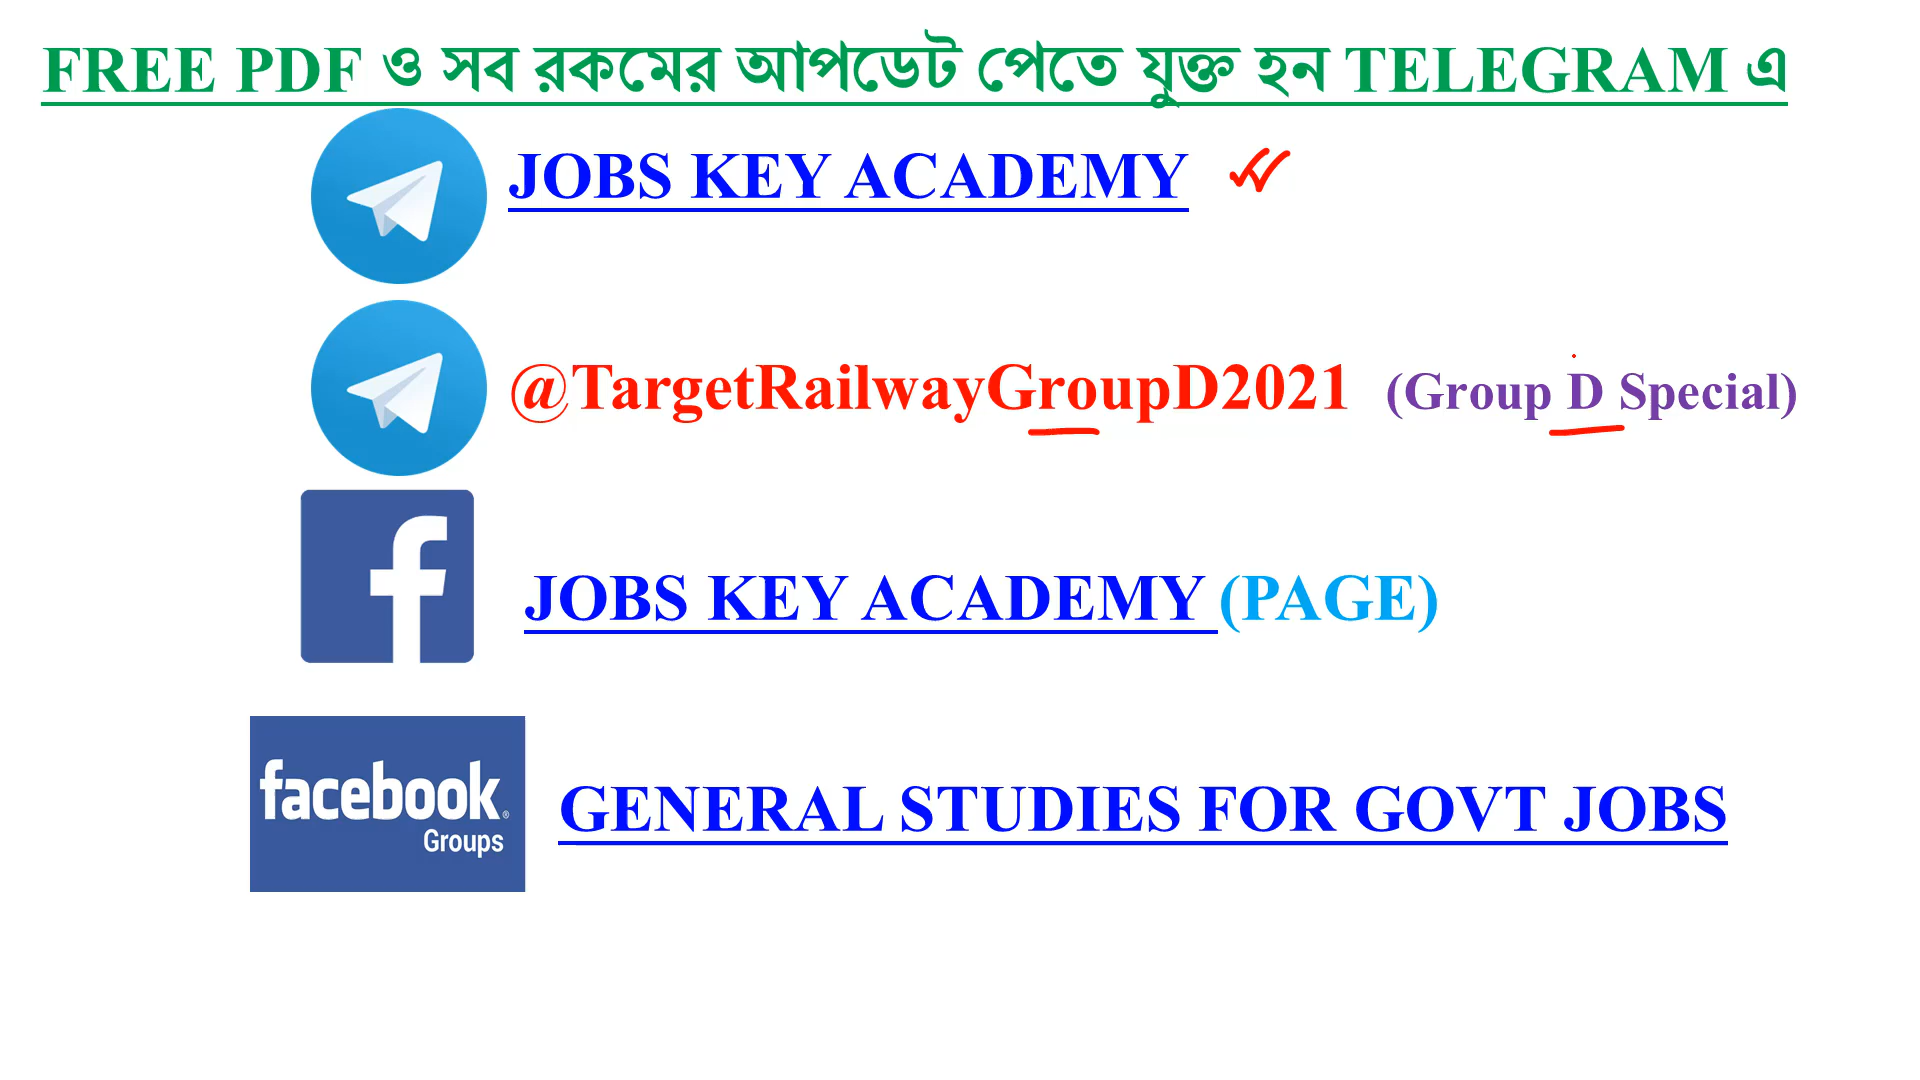 FREE PDF ও সব রকমের আপডেট পেতে যুক্ত হন TELEGRAM এ
JOBS KEY ACADEMY
@TargetRailwayGroupD2021 (Group D Special)
JOBS KEY ACADEMY (PAGE)
facebook®
Groups
GENERAL STUDIES FOR GOVT JOBS